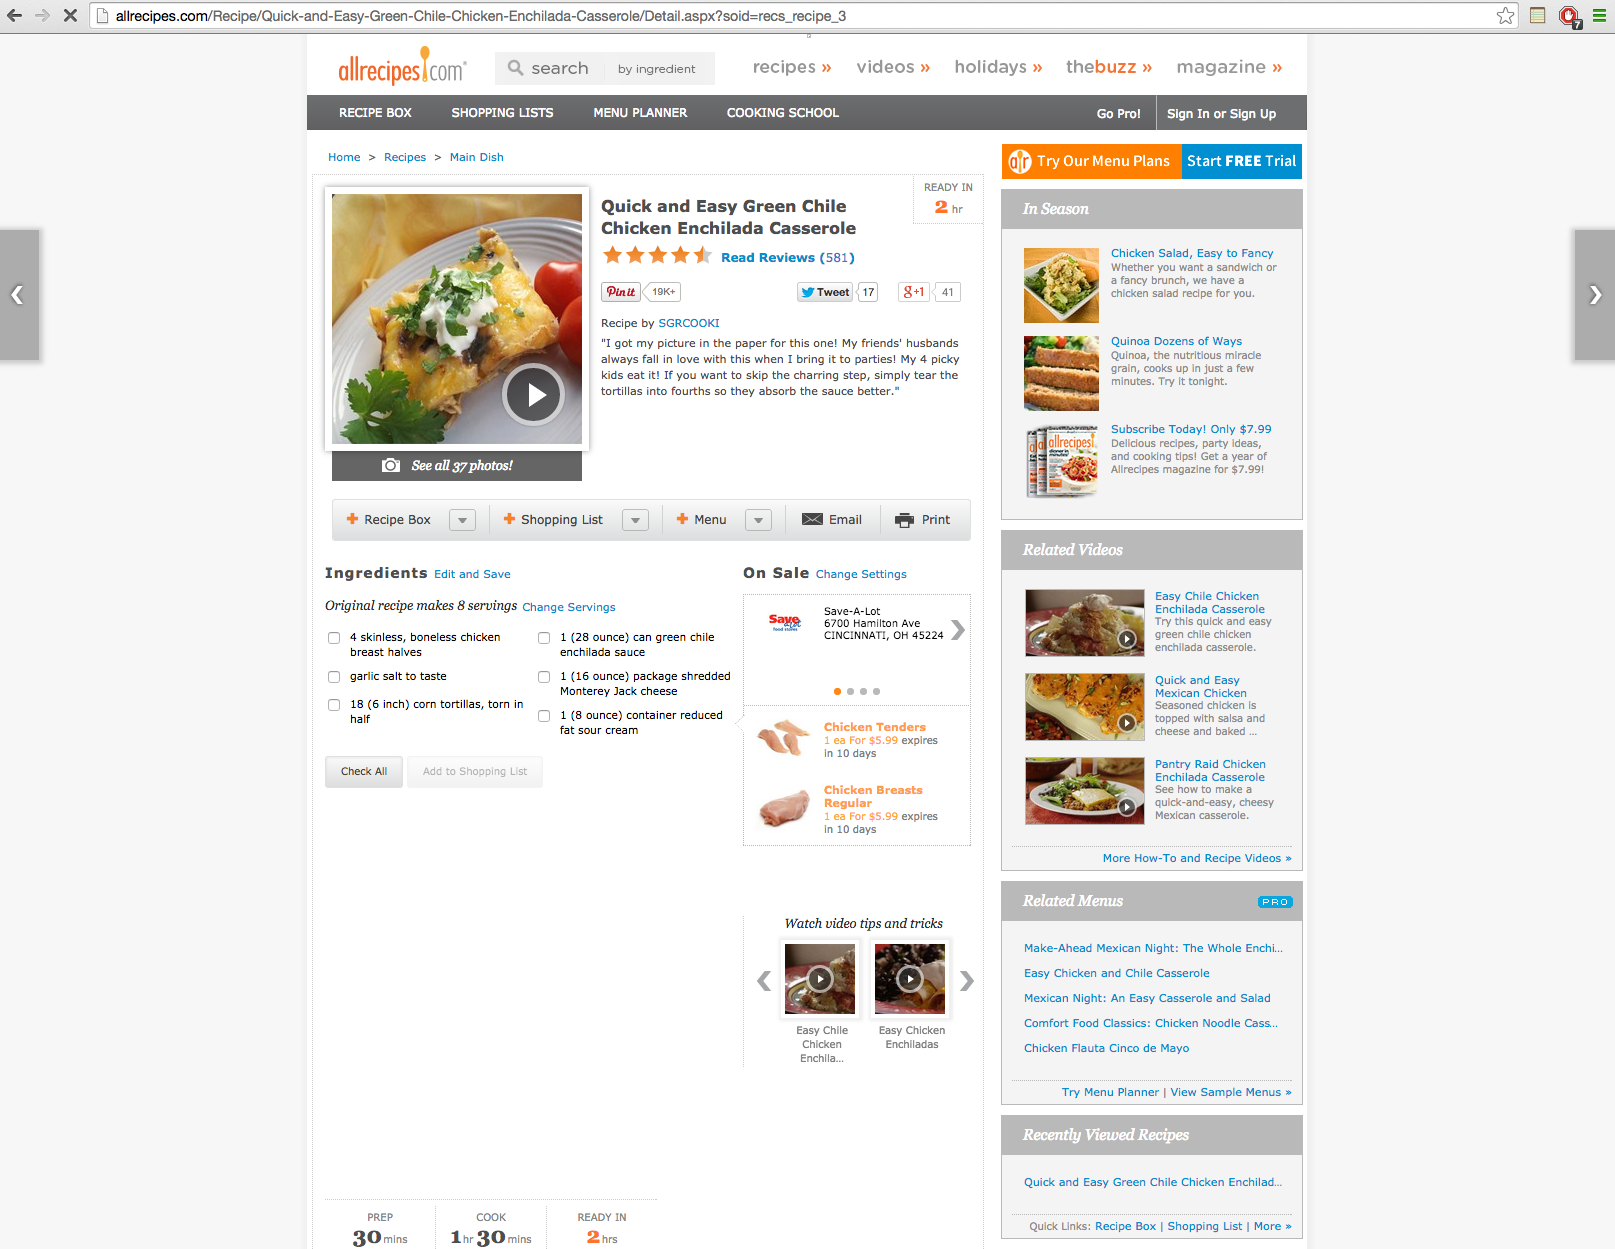 allrecipes.com/Recipe/Quick-and-Easy-Green-Chile-Chicken-Enchilada-Casserole/Detail.aspx?soid=recs_recipe_3
7
allrecipes.com
search
by ingredient
recipes »
videos »
holidays »
thebuzz »
magazine »
RECIPE BOX
SHOPPING LISTS
MENU PLANNER
COOKING SCHOOL
Go Pro!
Sign In or Sign Up
Home > Recipes > Main Dish
Quick and Easy Green Chile
Chicken Enchilada Casserole
READY IN
2 hr
Read Reviews (581)
Pin it
19K+
Tweet
17
g+1
41
Recipe by SGRCOOKI
"I got my picture in the paper for this one! My friends' husbands
always fall in love with this when I bring it to parties! My 4 picky
kids eat it! If you want to skip the charring step, simply tear the
tortillas into fourths so they absorb the sauce better."
See all 37 photos!
Recipe Box
Shopping List
Menu
Email
Print
Ingredients Edit and Save
Original recipe makes 8 servings Change Servings
4 skinless, boneless chicken
breast halves
garlic salt to taste
18 (6 inch) corn tortillas, torn in
half
1 (28 ounce) can green chile
enchilada sauce
1 (16 ounce) package shredded
Monterey Jack cheese
1 (8 ounce) container reduced
fat sour cream
Check All
Add to Shopping List
On Sale Change Settings
Save a lot
food stores
Save-A-Lot
6700 Hamilton Ave
CINCINNATI, OH 45224
Chicken Tenders
1 ea For $5.99 expires
in 10 days
Chicken Breasts
Regular
1 ea For $5.99 expires
in 10 days
Watch video tips and tricks
Easy Chile
Chicken
Enchila...
Easy Chicken
Enchiladas
PREP
30 mins
COOK
1 hr 30 mins
READY IN
2 hrs
ar Try Our Menu Plans
Start FREE Trial
In Season
Chicken Salad, Easy to Fancy
Whether you want a sandwich or
a fancy brunch, we have a
chicken salad recipe for you.
Quinoa Dozens of Ways
Quinoa, the nutritious miracle
grain, cooks up in just a few
minutes. Try it tonight.
allrecipes
Subscribe Today! Only $7.99
Delicious recipes, party ideas,
and cooking tips! Get a year of
Allrecipes magazine for $7.99!
Related Videos
Easy Chile Chicken
Enchilada Casserole
Try this quick and easy
green chile chicken
enchilada casserole.
Quick and Easy
Mexican Chicken
Seasoned chicken is
topped with salsa and
cheese and baked ...
Pantry Raid Chicken
Enchilada Casserole
See how to make a
quick-and-easy, cheesy
Mexican casserole.
More How-To and Recipe Videos »
Related Menus
PRO
Make-Ahead Mexican Night: The Whole Enchi...
Easy Chicken and Chile Casserole
Mexican Night: An Easy Casserole and Salad
Comfort Food Classics: Chicken Noodle Cass...
Chicken Flauta Cinco de Mayo
Try Menu Planner | View Sample Menus »
Recently Viewed Recipes
Quick and Easy Green Chile Chicken Enchilad...
Quick Links: Recipe Box | Shopping List | More »